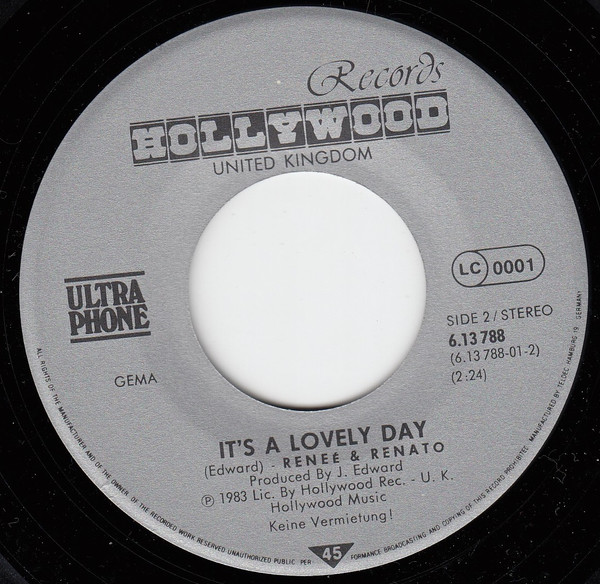 Records
HOLLYWOOD
UNITED KINGDOM
LC 0001
ULTRA
PHONE
SIDE 2/STEREO
6.13 788
(6.13 788-01-2)
(2:24)
GEMA
IT'S A LOVELY DAY
(Edward) - RENEÉ & RENATO
Produced By J. Edward
℗ 1983 Lic. By Hollywood Rec. - U. K.
Hollywood Music
Keine Vermietung!
45
ALL RIGHTS OF THE MANUFACTURER AND OF THE OWNER OF THE RECORDED WORK RESERVED UNAUTHORIZED PUBLIC PERFORMANCE BROADCASTING AND COPYING OF THIS RECORD PROHIBITED. MANUFACTURED BY TELDEC HAMBURG 19 GERMANY